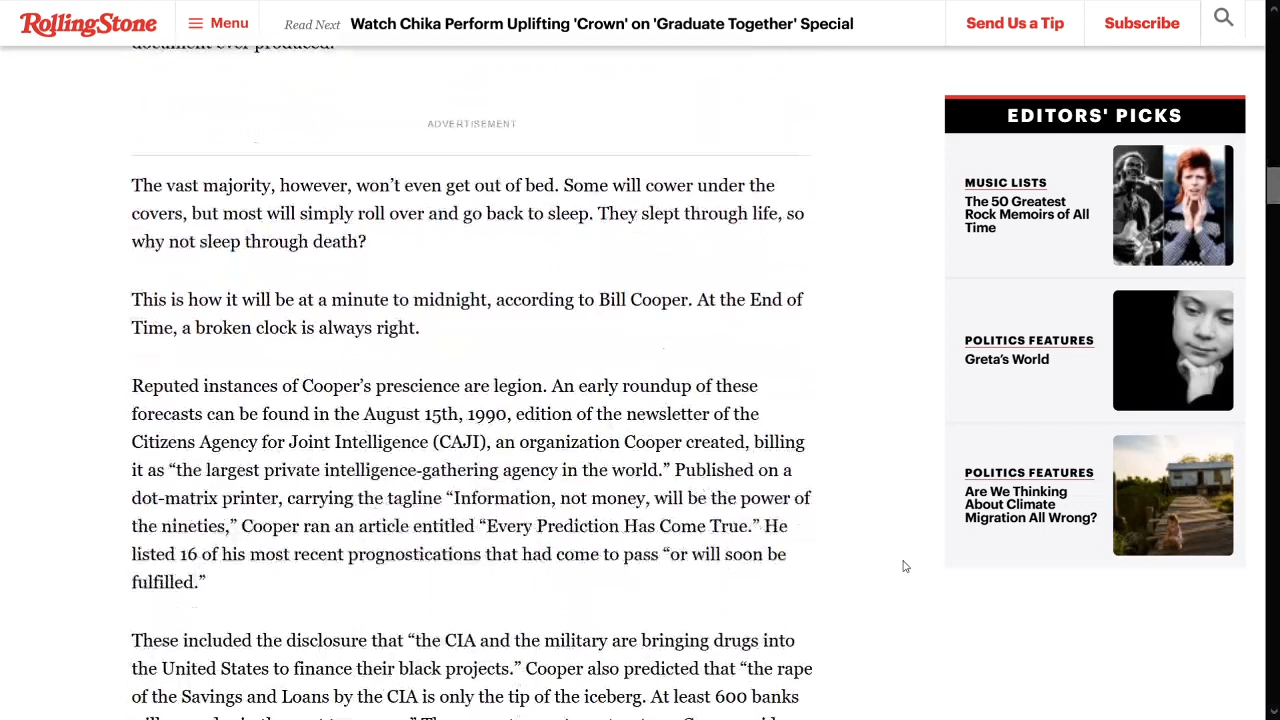 RollingStone
Menu
Read Next Watch Chika Perform Uplifting 'Crown' on 'Graduate Together' Special
Send Us a Tip
Subscribe
document ever produced.
ADVERTISEMENT
The vast majority, however, won’t even get out of bed. Some will cower under the
covers, but most will simply roll over and go back to sleep. They slept through life, so
why not sleep through death?
This is how it will be at a minute to midnight, according to Bill Cooper. At the End of
Time, a broken clock is always right.
Reputed instances of Cooper’s prescience are legion. An early roundup of these
forecasts can be found in the August 15th, 1990, edition of the newsletter of the
Citizens Agency for Joint Intelligence (CAJI), an organization Cooper created, billing
it as “the largest private intelligence-gathering agency in the world.” Published on a
dot-matrix printer, carrying the tagline “Information, not money, will be the power of
the nineties,” Cooper ran an article entitled “Every Prediction Has Come True.” He
listed 16 of his most recent prognostications that had come to pass “or will soon be
fulfilled.”
These included the disclosure that “the CIA and the military are bringing drugs into
the United States to finance their black projects.” Cooper also predicted that “the rape
of the Savings and Loans by the CIA is only the tip of the iceberg. At least 600 banks
EDITORS' PICKS
MUSIC LISTS
The 50 Greatest
Rock Memoirs of All
Time
POLITICS FEATURES
Greta’s World
POLITICS FEATURES
Are We Thinking
About Climate
Migration All Wrong?